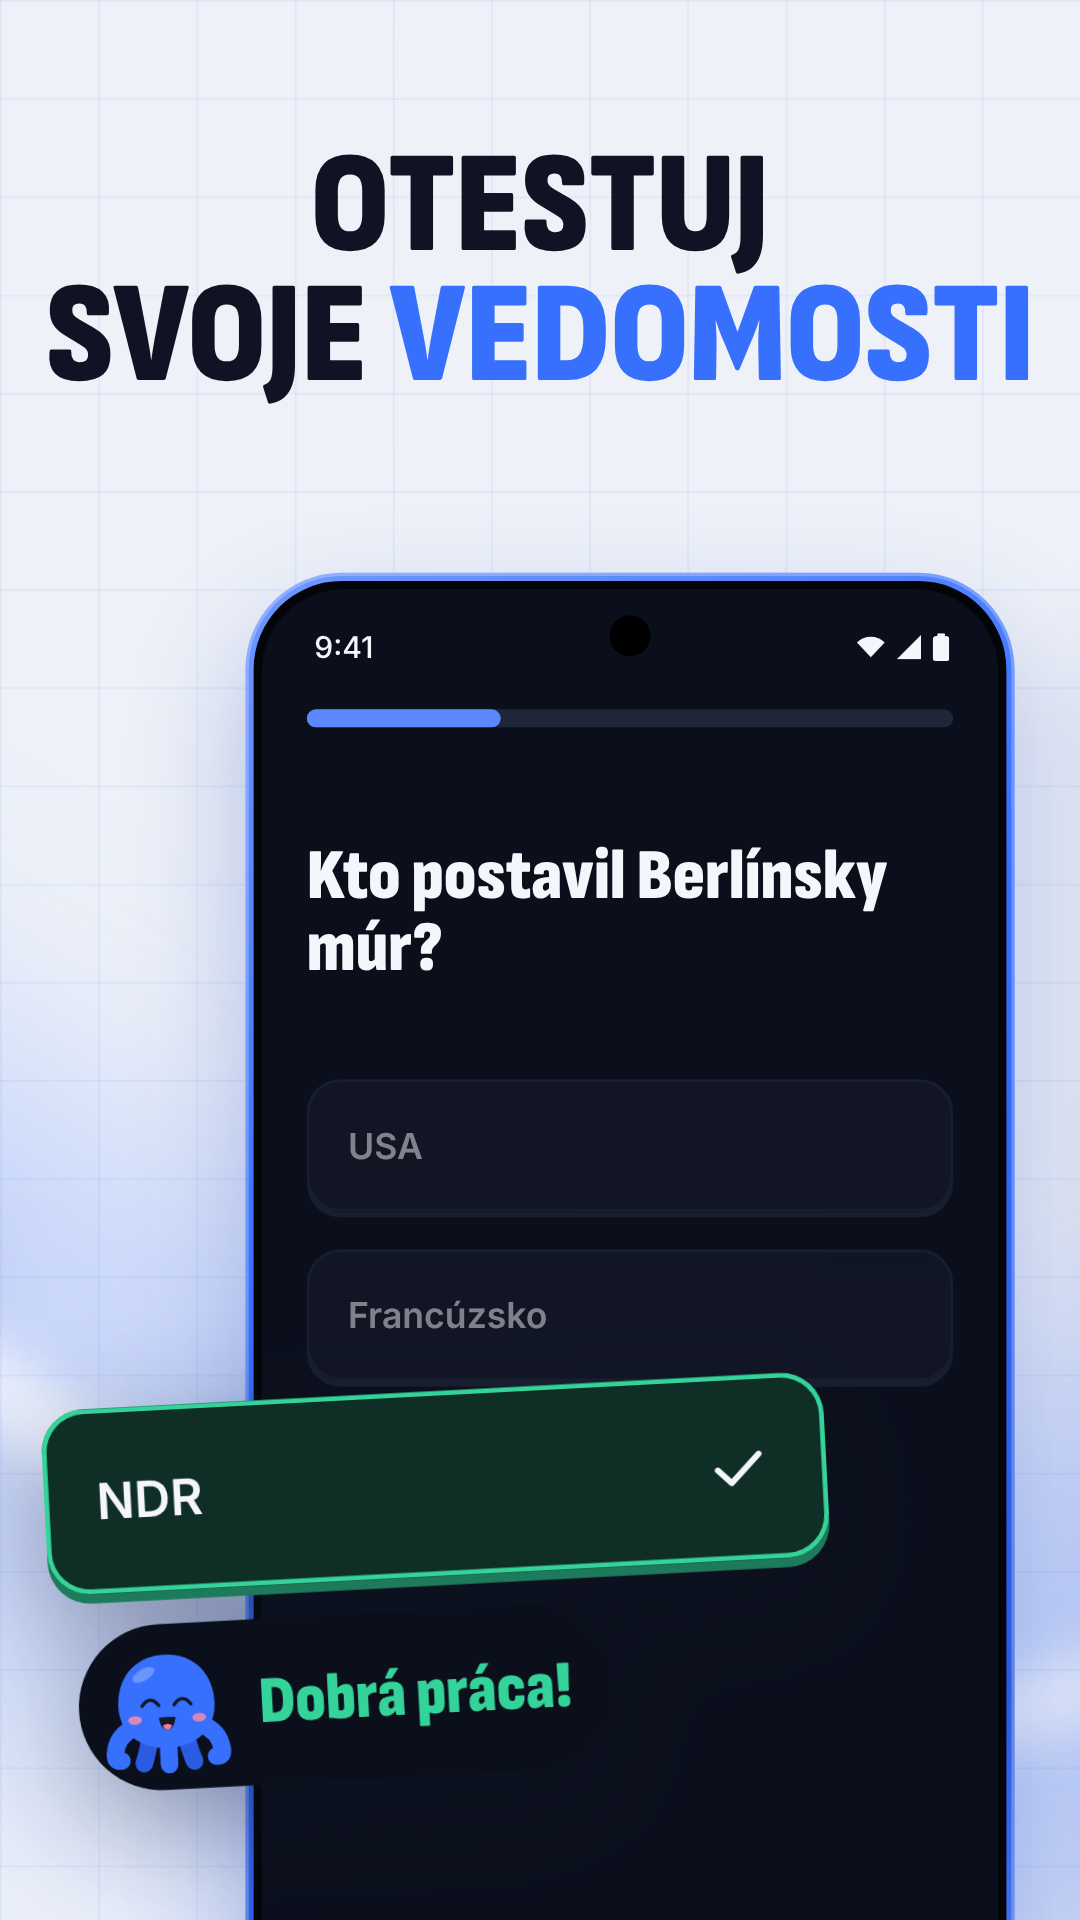 OTESTUJ
SVOJE VEDOMOSTI
9:41
Kto postavil Berlínsky
múr?
USA
Francúzsko
NDR
Dobrá práca!